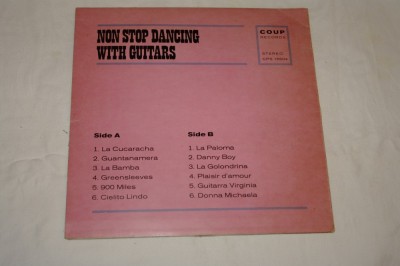 NON STOP DANCING
WITH GUITARS
COUP
STEREO
Side A
1. La Cucaracha
2. Guantanamera
3. La Bamba
4. Greensleeves
5. 900 Miles
6. Cielito Lindo
Side B
1. La Paloma
2. Danny Boy
3. La Golondrina
4. Plaisir d'amour
5. Guitarra Virginia
6. Donna Michaela